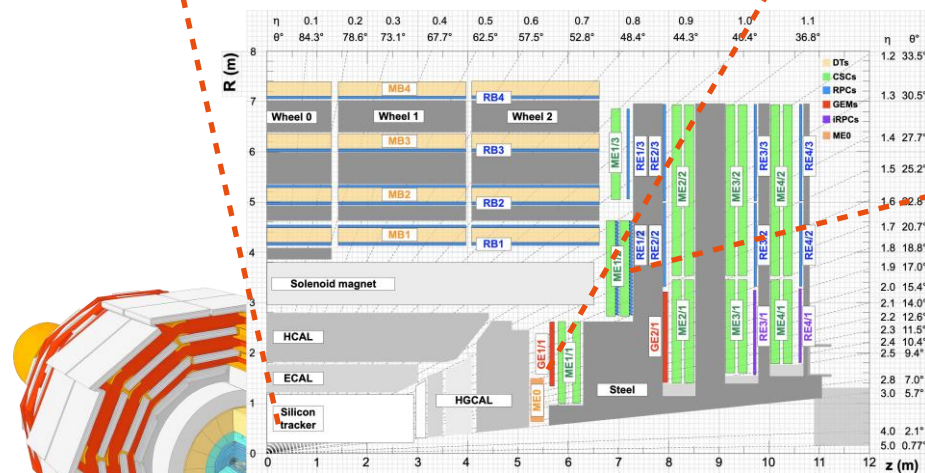 η 0.1 0.2 0.3 0.4 0.5 0.6 0.7 0.8 0.9 1.0 1.1
θ° 84.3° 78.6° 73.1° 67.7° 62.5° 57.5° 52.8° 48.4° 44.3° 40.4° 36.8° η θ°
R (m)
8
7
6
5
4
3
2
1
0
1.2 33.5°
1.3 30.5°
1.4 27.7°
1.5 25.2°
1.6 22.8°
1.7 20.7°
1.8 18.8°
1.9 17.0°
2.0 15.4°
2.1 14.0°
2.2 12.6°
2.3 11.5°
2.4 10.4°
2.5 9.4°
2.8 7.0°
3.0 5.7°
4.0 2.1°
5.0 0.77°
DTs
CSCs
RPCs
GEMs
iRPCs
ME0
MB4
RB4
Wheel 0 Wheel 1 Wheel 2
MB3
RB3
MB2
RB2
MB1
RB1
Solenoid magnet
HCAL
ECAL
Silicon
tracker
HGCAL
Steel
ME0
GE1/1
ME1/1
ME1/2
ME1/3
RE1/3
RE2/3
RE1/2
RE2/2
GE2/1
ME2/2
ME2/1
ME3/2
ME3/1
RE3/3
RE3/2
RE3/1
ME4/2
ME4/1
RE4/3
RE4/2
RE4/1
0 1 2 3 4 5 6 7 8 9 10 11 12
z (m)